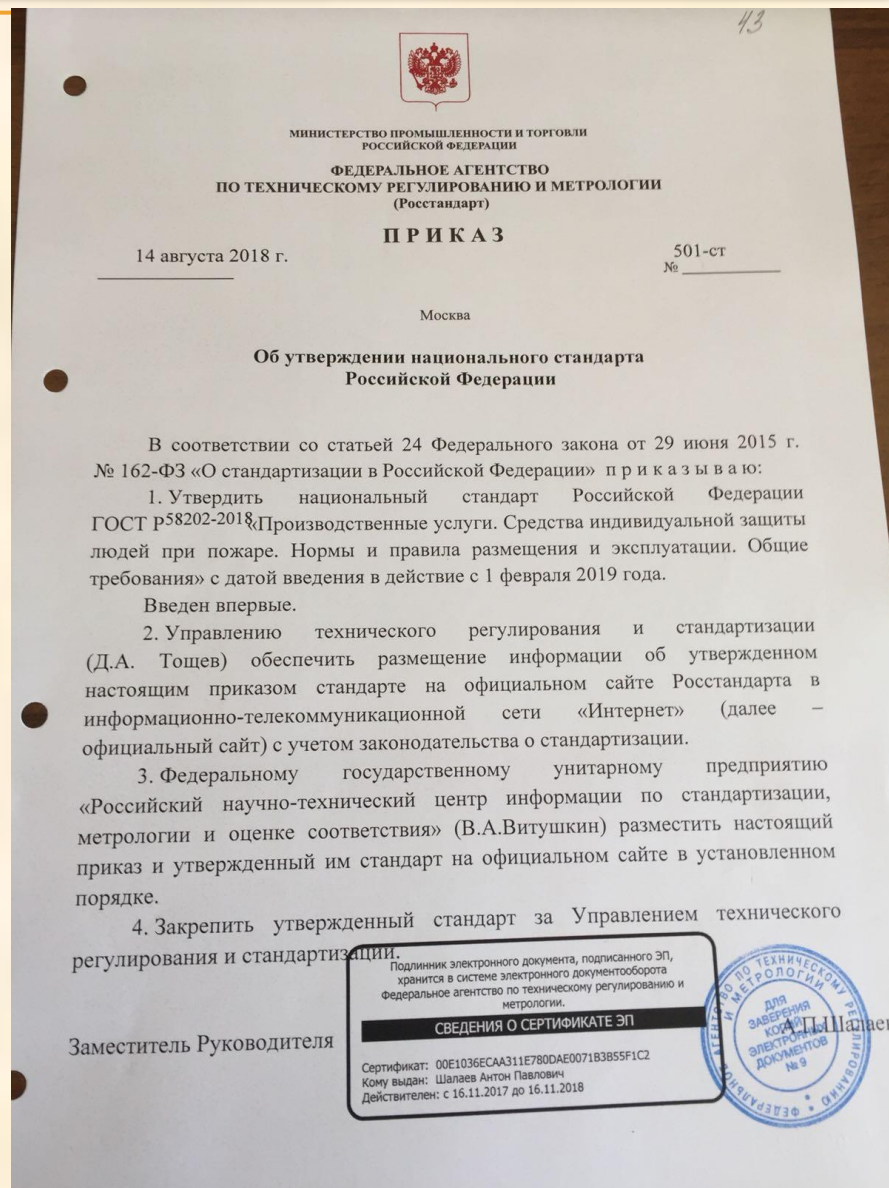 43
МИНИСТЕРСТВО ПРОМЫШЛЕННОСТИ И ТОРГОВЛИ
РОССИЙСКОЙ ФЕДЕРАЦИИ
ФЕДЕРАЛЬНОЕ АГЕНТСТВО
ПО ТЕХНИЧЕСКОМУ РЕГУЛИРОВАНИЮ И МЕТРОЛОГИИ
(Росстандарт)
П Р И К А З
14 августа 2018 г.
501-ст
№
Москва
Об утверждении национального стандарта
Российской Федерации
В соответствии со статьей 24 Федерального закона от 29 июня 2015 г.
№ 162-ФЗ «О стандартизации в Российской Федерации» п р и к а з ы в а ю:
1. Утвердить национальный стандарт Российской Федерации
ГОСТ Р58202-2018«Производственные услуги. Средства индивидуальной защиты
людей при пожаре. Нормы и правила размещения и эксплуатации. Общие
требования» с датой введения в действие с 1 февраля 2019 года.
Введен впервые.
2. Управлению технического регулирования и стандартизации
(Д.А. Тощев) обеспечить размещение информации об утвержденном
настоящим приказом стандарте на официальном сайте Росстандарта в
информационно-телекоммуникационной сети «Интернет» (далее –
официальный сайт) с учетом законодательства о стандартизации.
3. Федеральному государственному унитарному предприятию
«Российский научно-технический центр информации по стандартизации,
метрологии и оценке соответствия» (В.А.Витушкин) разместить настоящий
приказ и утвержденный им стандарт на официальном сайте в установленном
порядке.
4. Закрепить утвержденный стандарт за Управлением технического
регулирования и стандартизации.
Подлинник электронного документа, подписанного ЭП,
хранится в системе электронного документооборота
Федеральное агентство по техническому регулированию и
метрологии.
СВЕДЕНИЯ О СЕРТИФИКАТЕ ЭП
Сертификат: 00E1036ECAA311E780DAE0071B3B55F1C2
Кому выдан: Шалаев Антон Павлович
Действителен: с 16.11.2017 до 16.11.2018
Заместитель Руководителя
А.П.Шалаев
ФЕДЕРАЛЬНОЕ АГЕНТСТВО ПО ТЕХНИЧЕСКОМУ РЕГУЛИРОВАНИЮ
И МЕТРОЛОГИИ
ДЛЯ
ЗАВЕРЕНИЯ
КОПИЙ
ЭЛЕКТРОННЫХ
ДОКУМЕНТОВ
№ 9